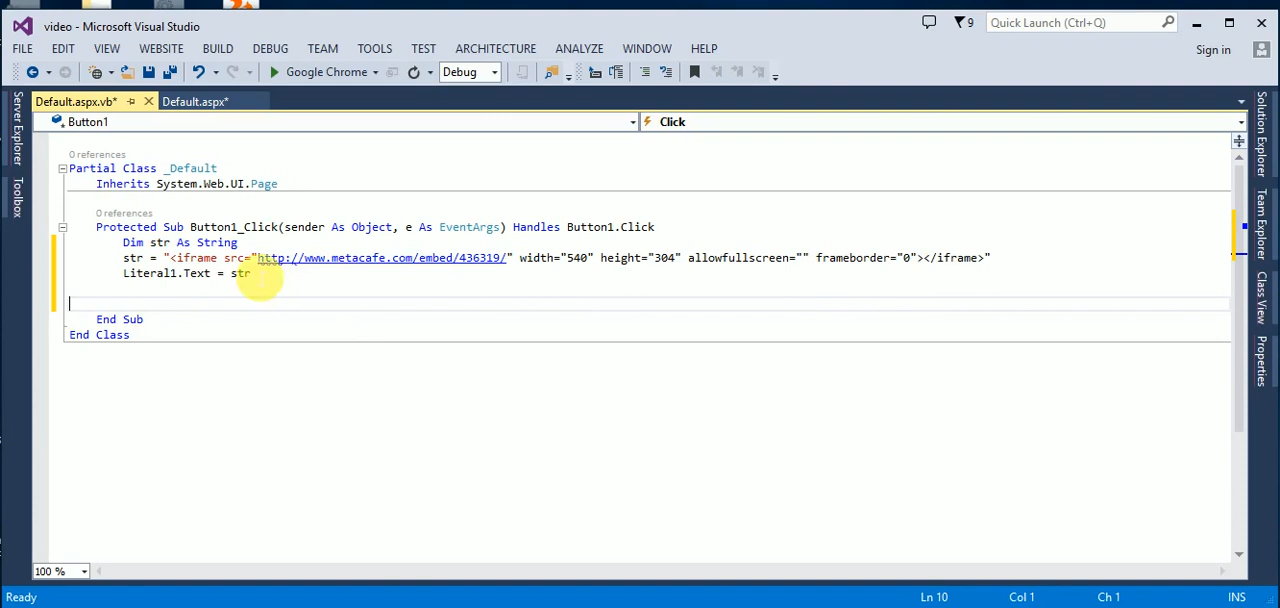 video - Microsoft Visual Studio
9
Quick Launch (Ctrl+Q)
FILE EDIT VIEW WEBSITE BUILD DEBUG TEAM TOOLS TEST ARCHITECTURE ANALYZE WINDOW HELP
Sign in
Google Chrome
Debug
Default.aspx.vb*
Default.aspx*
Button1
Click
Server Explorer
Toolbox
0 references
Partial Class _Default
Inherits System.Web.UI.Page
0 references
Protected Sub Button1_Click(sender As Object, e As EventArgs) Handles Button1.Click
Dim str As String
str = "<iframe src="http://www.metacafe.com/embed/436319/" width="540" height="304" allowfullscreen="" frameborder="0"></iframe>"
Literal1.Text = str
End Sub
End Class
Solution Explorer
Team Explorer
Class View
Properties
100 %
Ready
Ln 10
Col 1
Ch 1
INS